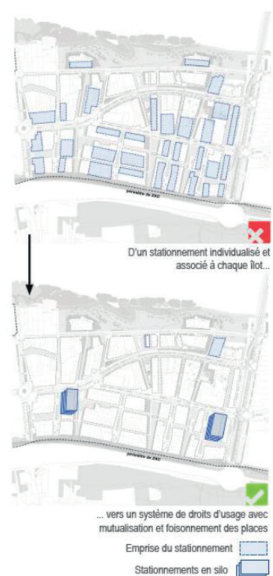 périmètre de ZAC
D'un stationnement individualisé et
associé à chaque îlot...
périmètre de ZAC
... vers un système de droits d'usage avec
mutualisation et foisonnement des places
Emprise du stationnement
Stationnements en silo